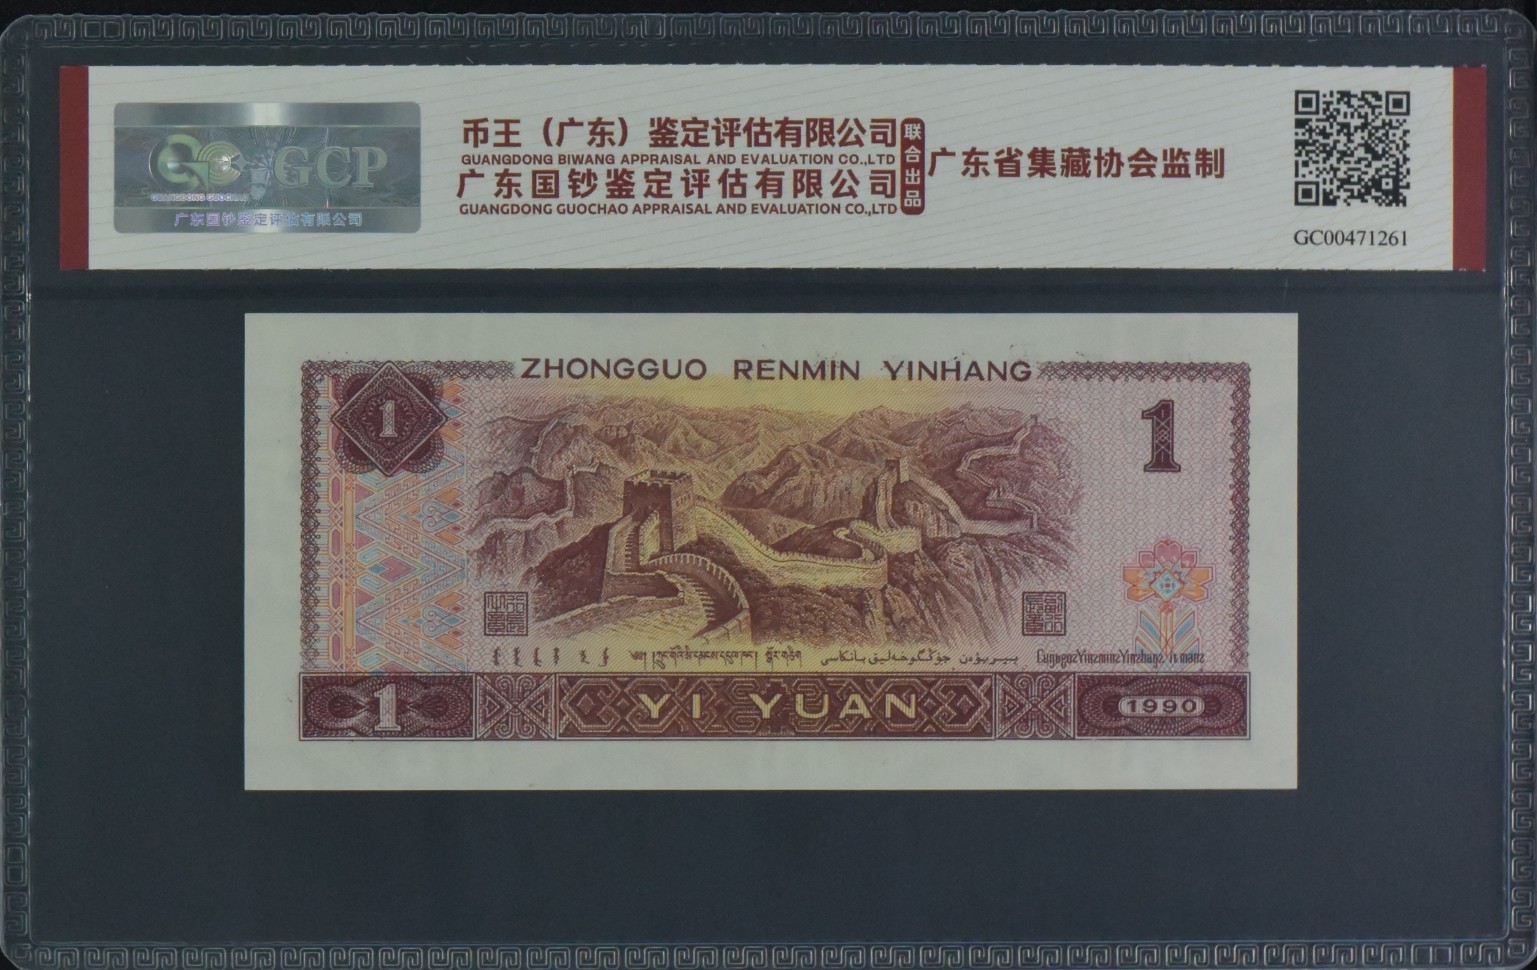 GCP
GUANGDONG GUOCHAO
广东国钞鉴定评估有限公司
币王（广东）鉴定评估有限公司
GUANGDONG BIWANG APPRAISAL AND EVALUATION CO.,LTD
广东国钞鉴定评估有限公司
GUANGDONG GUOCHAO APPRAISAL AND EVALUATION CO.,LTD
联合出品
广东省集藏协会监制
GC00471261
ZHONGGUO RENMIN YINHANG
1
1
1
YI YUAN
1990